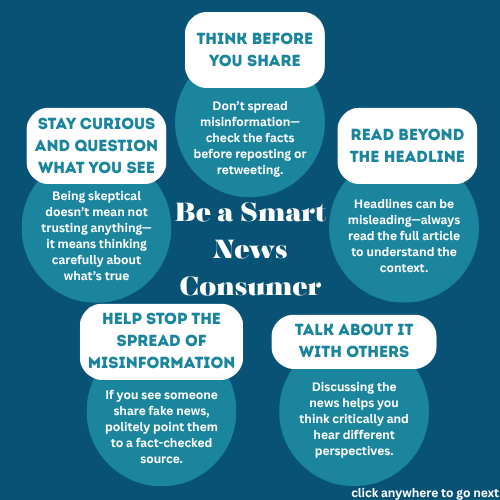 THINK BEFORE
YOU SHARE
Don't spread
misinformation—
check the facts
before reposting or
retweeting.
STAY CURIOUS
AND QUESTION
WHAT YOU SEE
Being skeptical
doesn't mean not
trusting anything—
it means thinking
carefully about
what's true
READ BEYOND
THE HEADLINE
Headlines can be
misleading—always
read the full article
to understand the
context.
Be a Smart
News
Consumer
HELP STOP THE
SPREAD OF
MISINFORMATION
If you see someone
share fake news,
politely point them
to a fact-checked
source.
TALK ABOUT IT
WITH OTHERS
Discussing the
news helps you
think critically and
hear different
perspectives.
click anywhere to go next